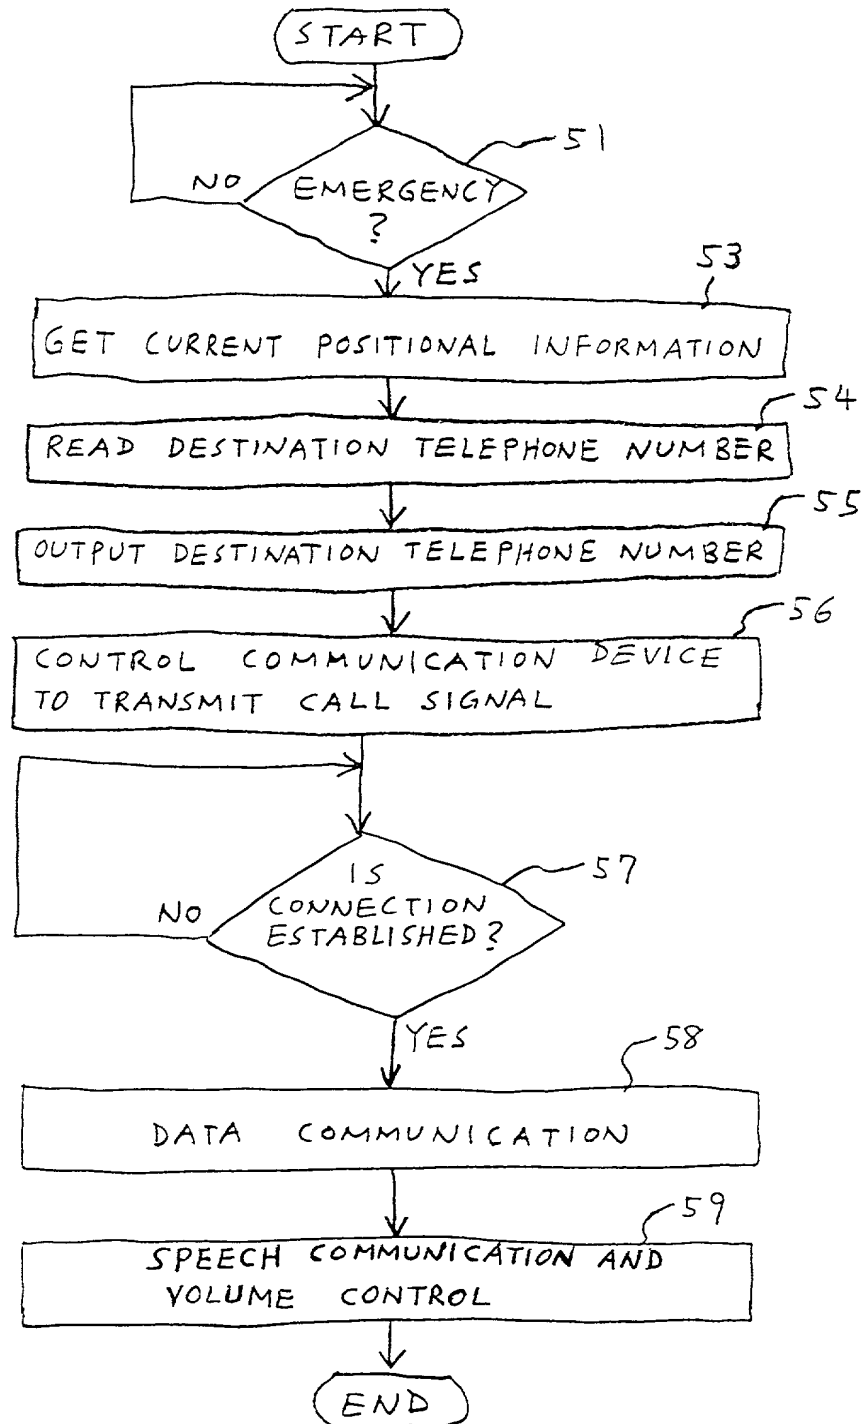 START
51
NO
EMERGENCY
?
YES
53
GET CURRENT POSITIONAL INFORMATION
54
READ DESTINATION TELEPHONE NUMBER
55
OUTPUT DESTINATION TELEPHONE NUMBER
56
CONTROL COMMUNICATION DEVICE
TO TRANSMIT CALL SIGNAL
57
IS
NO
CONNECTION
ESTABLISHED?
YES
58
DATA COMMUNICATION
59
SPEECH COMMUNICATION AND
VOLUME CONTROL
END